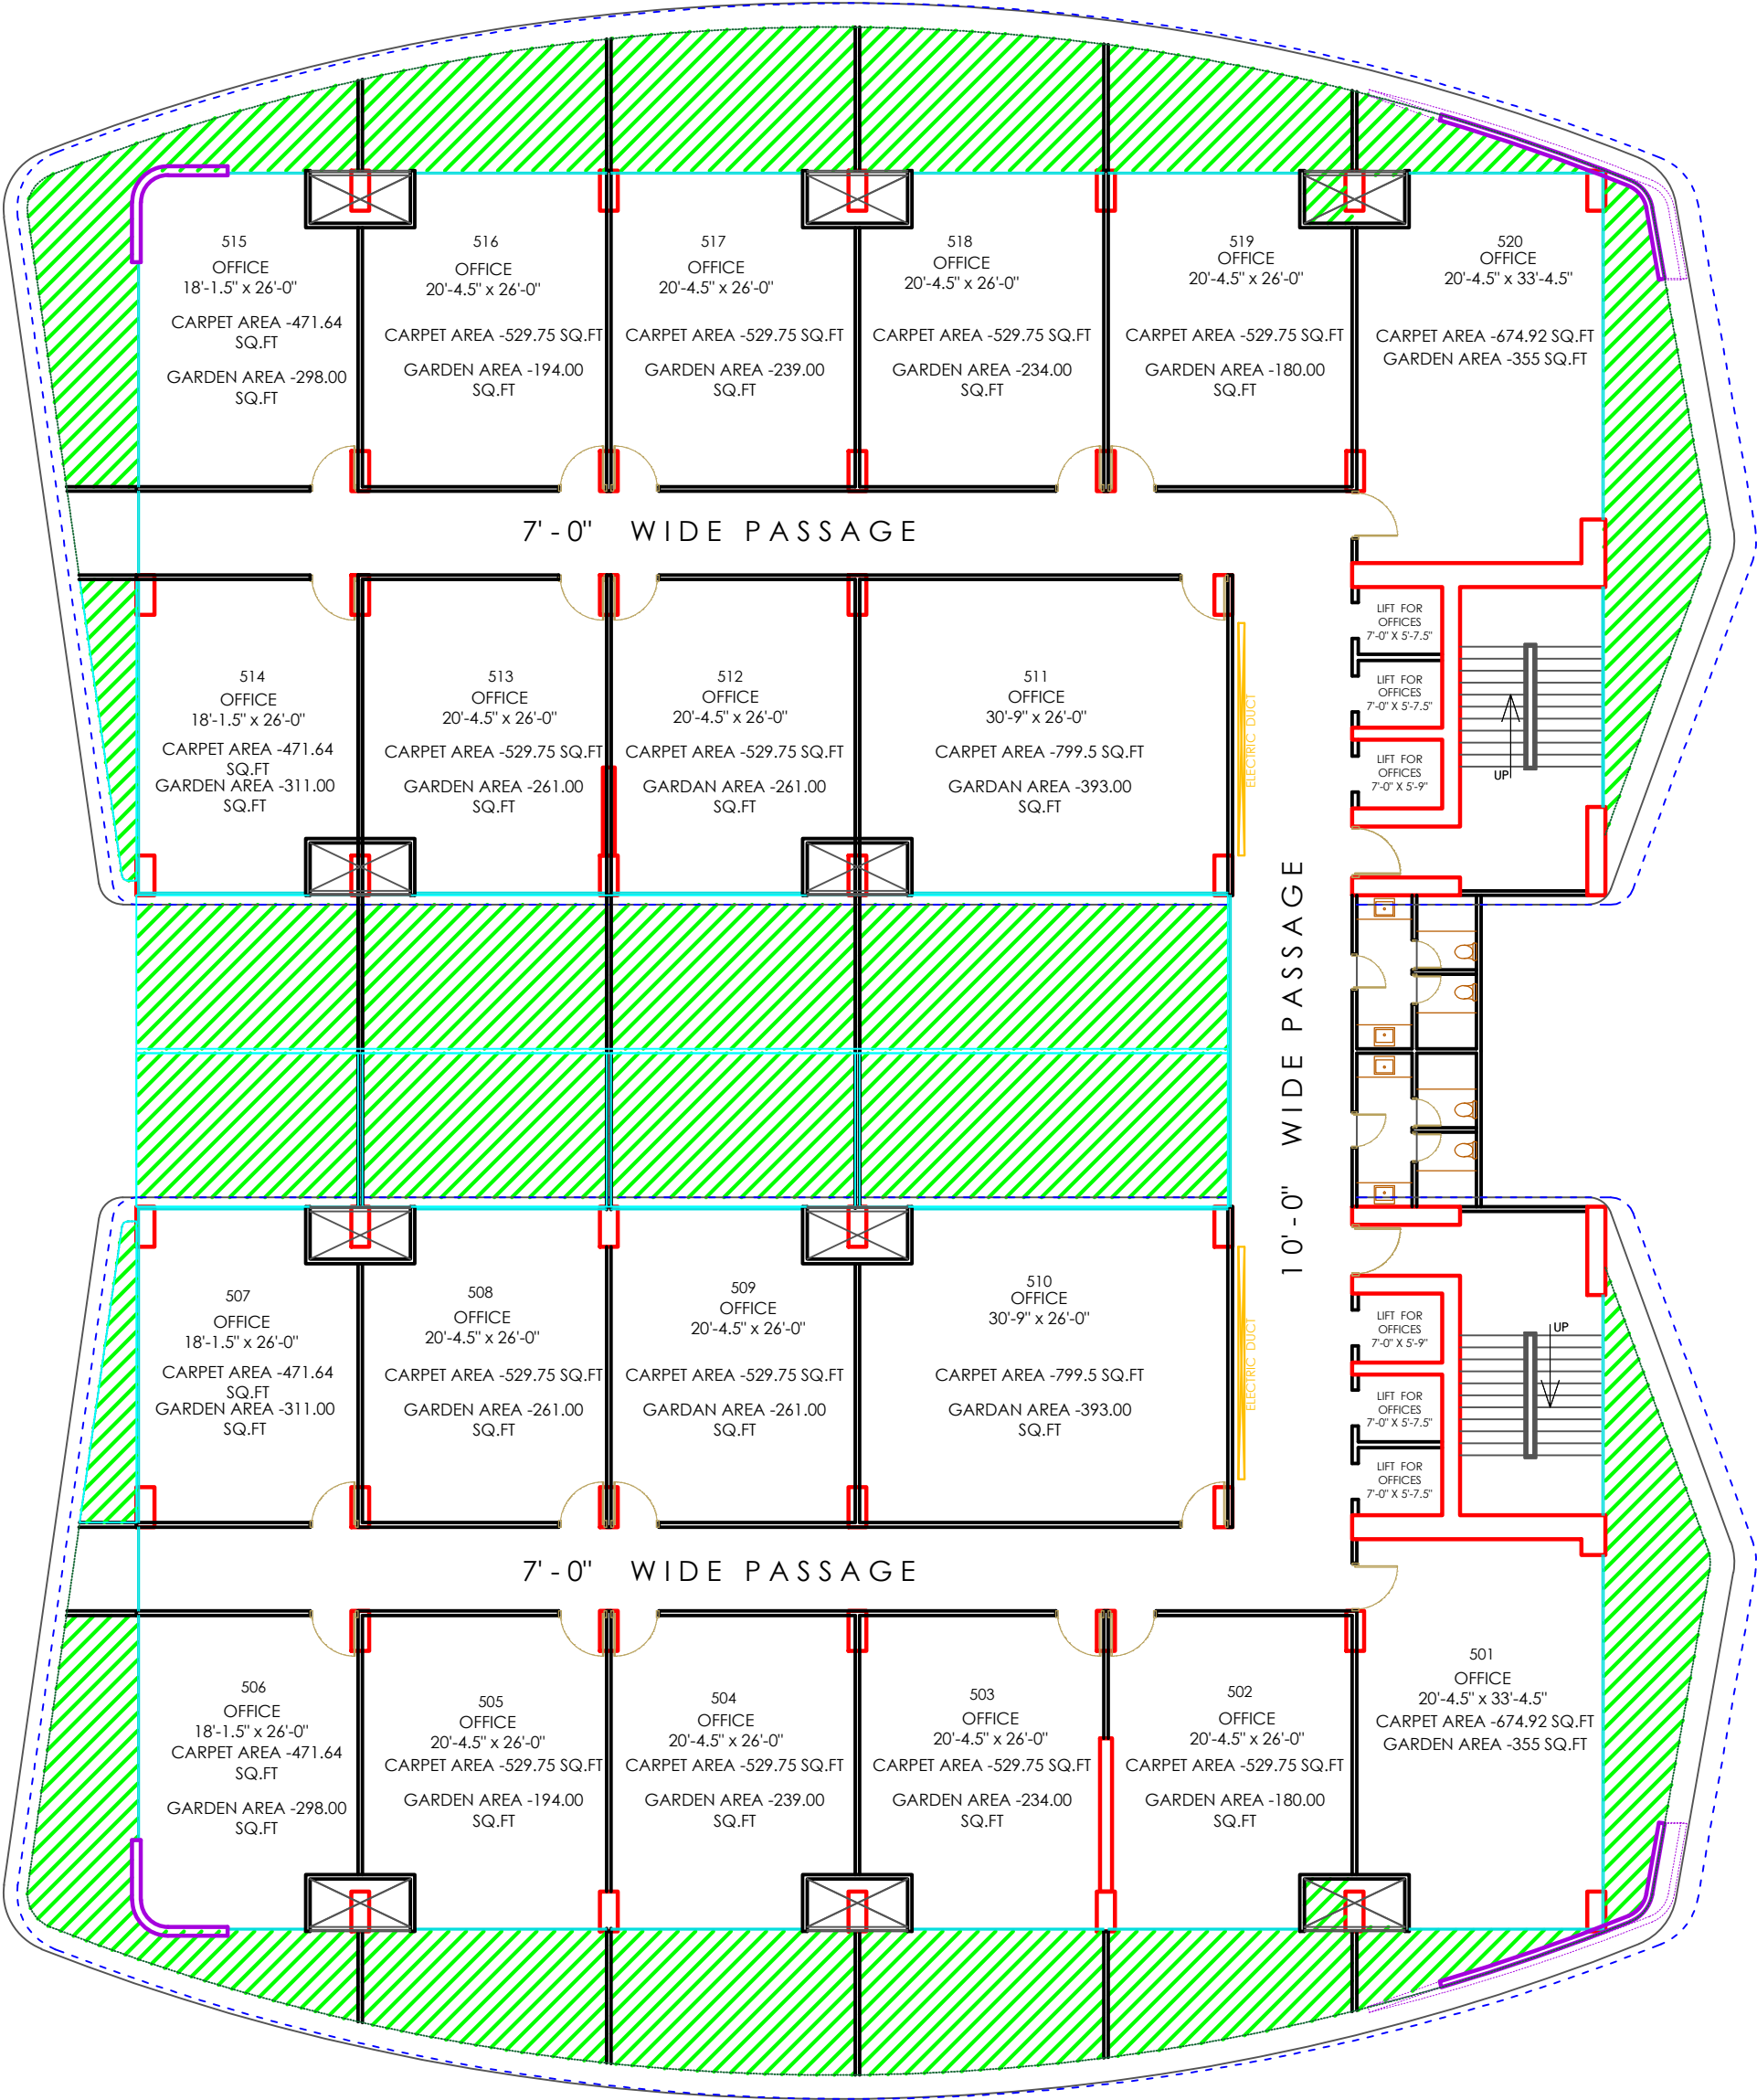 515
OFFICE
18'-1.5" x 26'-0"
CARPET AREA -471.64
SQ.FT
GARDEN AREA -298.00
SQ.FT
516
OFFICE
20'-4.5" x 26'-0"
CARPET AREA -529.75 SQ.FT
GARDEN AREA -194.00
SQ.FT
517
OFFICE
20'-4.5" x 26'-0"
CARPET AREA -529.75 SQ.FT
GARDEN AREA -239.00
SQ.FT
518
OFFICE
20'-4.5" x 26'-0"
CARPET AREA -529.75 SQ.FT
GARDEN AREA -234.00
SQ.FT
519
OFFICE
20'-4.5" x 26'-0"
CARPET AREA -529.75 SQ.FT
GARDEN AREA -180.00
SQ.FT
520
OFFICE
20'-4.5" x 33'-4.5"
CARPET AREA -674.92 SQ.FT
GARDEN AREA -355 SQ.FT
7'-0" WIDE PASSAGE
514
OFFICE
18'-1.5" x 26'-0"
CARPET AREA -471.64
SQ.FT
GARDEN AREA -311.00
SQ.FT
513
OFFICE
20'-4.5" x 26'-0"
CARPET AREA -529.75 SQ.FT
GARDEN AREA -261.00
SQ.FT
512
OFFICE
20'-4.5" x 26'-0"
CARPET AREA -529.75 SQ.FT
GARDAN AREA -261.00
SQ.FT
511
OFFICE
30'-9" x 26'-0"
CARPET AREA -799.5 SQ.FT
GARDAN AREA -393.00
SQ.FT
ELECTRIC DUCT
LIFT FOR
OFFICES
7'-0" X 5'-7.5"
LIFT FOR
OFFICES
7'-0" X 5'-7.5"
LIFT FOR
OFFICES
7'-0" X 5'-9"
UP
10'-0" WIDE PASSAGE
507
OFFICE
18'-1.5" x 26'-0"
CARPET AREA -471.64
SQ.FT
GARDEN AREA -311.00
SQ.FT
508
OFFICE
20'-4.5" x 26'-0"
CARPET AREA -529.75 SQ.FT
GARDEN AREA -261.00
SQ.FT
509
OFFICE
20'-4.5" x 26'-0"
CARPET AREA -529.75 SQ.FT
GARDAN AREA -261.00
SQ.FT
510
OFFICE
30'-9" x 26'-0"
CARPET AREA -799.5 SQ.FT
GARDAN AREA -393.00
SQ.FT
ELECTRIC DUCT
LIFT FOR
OFFICES
7'-0" X 5'-9"
LIFT FOR
OFFICES
7'-0" X 5'-7.5"
LIFT FOR
OFFICES
7'-0" X 5'-7.5"
UP
7'-0" WIDE PASSAGE
506
OFFICE
18'-1.5" x 26'-0"
CARPET AREA -471.64
SQ.FT
GARDEN AREA -298.00
SQ.FT
505
OFFICE
20'-4.5" x 26'-0"
CARPET AREA -529.75 SQ.FT
GARDEN AREA -194.00
SQ.FT
504
OFFICE
20'-4.5" x 26'-0"
CARPET AREA -529.75 SQ.FT
GARDEN AREA -239.00
SQ.FT
503
OFFICE
20'-4.5" x 26'-0"
CARPET AREA -529.75 SQ.FT
GARDEN AREA -234.00
SQ.FT
502
OFFICE
20'-4.5" x 26'-0"
CARPET AREA -529.75 SQ.FT
GARDEN AREA -180.00
SQ.FT
501
OFFICE
20'-4.5" x 33'-4.5"
CARPET AREA -674.92 SQ.FT
GARDEN AREA -355 SQ.FT